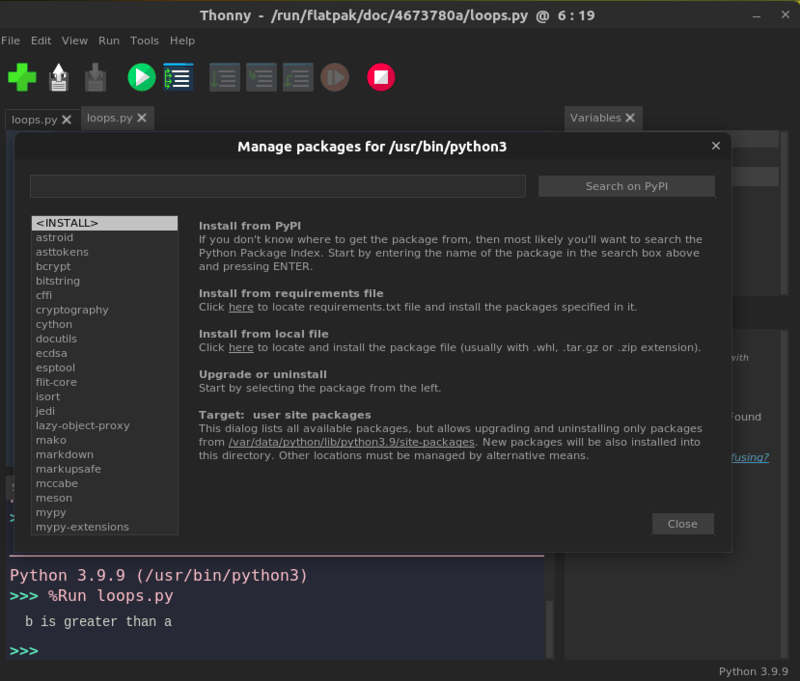 Thonny - /run/flatpak/doc/4673780a/loops.py @ 6 : 19
File Edit View Run Tools Help
loops.py
loops.py
Variables
Manage packages for /usr/bin/python3
Search on PyPI
<INSTALL>
astroid
asttokens
bcrypt
bitstring
cffi
cryptography
cython
docutils
ecdsa
esptool
flit-core
isort
jedi
lazy-object-proxy
mako
markdown
markupsafe
mccabe
meson
mypy
mypy-extensions
Install from PyPI
If you don't know where to get the package from, then most likely you'll want to search the
Python Package Index. Start by entering the name of the package in the search box above
and pressing ENTER.
Install from requirements file
Click here to locate requirements.txt file and install the packages specified in it.
Install from local file
Click here to locate and install the package file (usually with .whl, .tar.gz or .zip extension).
Upgrade or uninstall
Start by selecting the package from the left.
Target: user site packages
This dialog lists all available packages, but allows upgrading and uninstalling only packages
from /var/data/python/lib/python3.9/site-packages. New packages will be also installed into
this directory. Other locations must be managed by alternative means.
Close
with
Found
fusing?
Python 3.9.9 (/usr/bin/python3)
>>> %Run loops.py
b is greater than a
>>>
Python 3.9.9